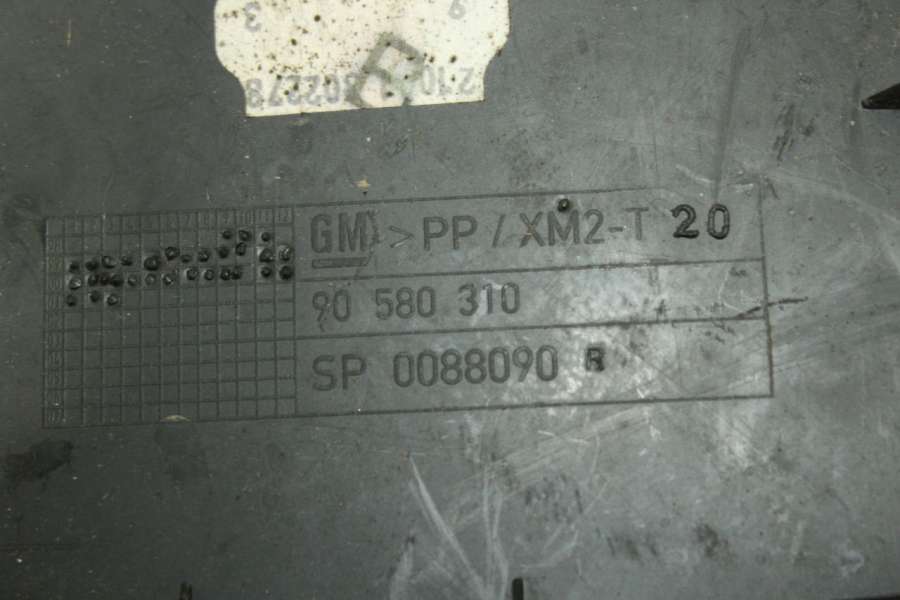 GM >PP / XM2-T 20
90 580 310
SP 0088090 R